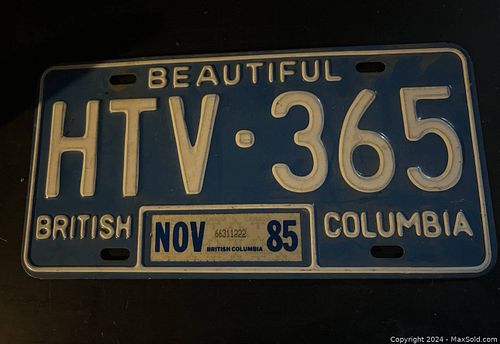 BEAUTIFUL
HTV·365
BRITISH COLUMBIA
NOV 66311222 85
BRITISH COLUMBIA
Copyright 2024 - MaxSold.com